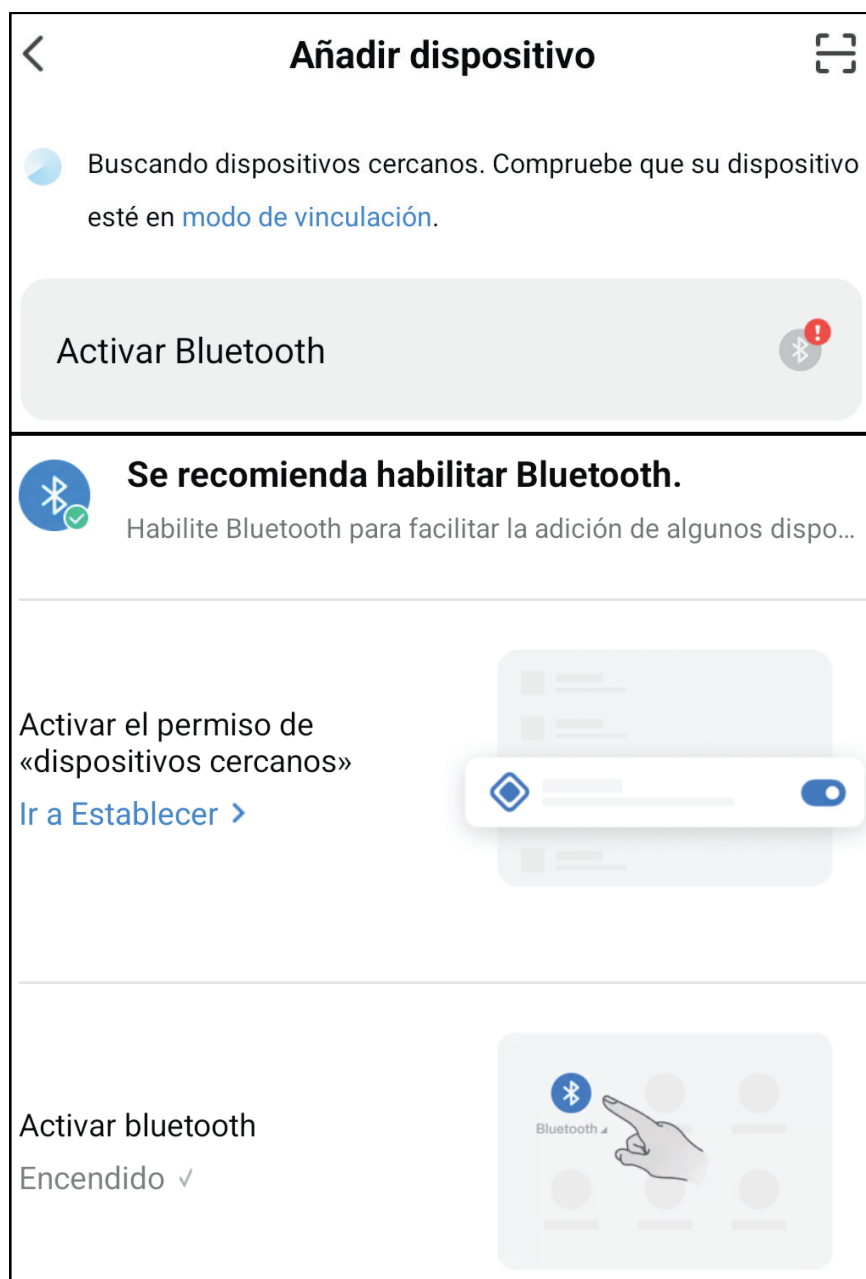 Añadir dispositivo
Buscando dispositivos cercanos. Compruebe que su dispositivo
esté en modo de vinculación.
Activar Bluetooth
Se recomienda habilitar Bluetooth.
Habilite Bluetooth para facilitar la adición de algunos dispo...
Activar el permiso de
«dispositivos cercanos»
Ir a Establecer >
Activar bluetooth
Encendido ✓
Bluetooth